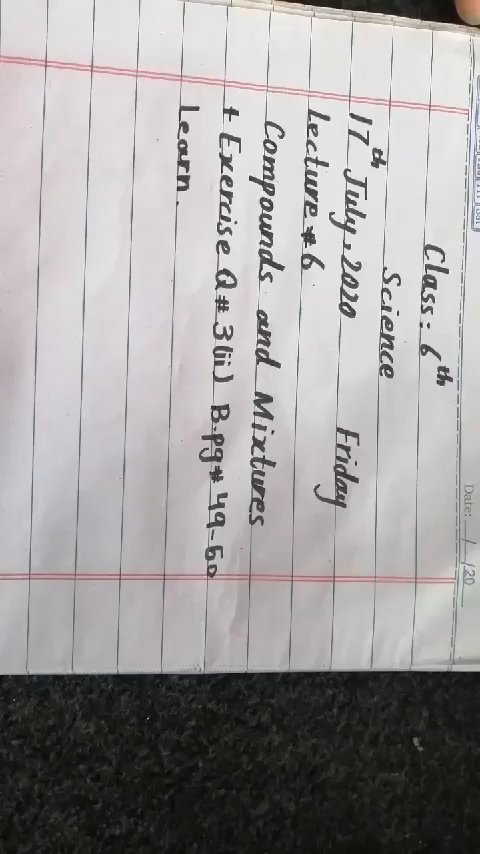 Date: / /20
Class: 6th
Science
17th July, 2020 Friday
Lecture # 6
Compounds and Mixtures
+ Exercise Q # 3(ii) B.pg# 49-50
Learn.